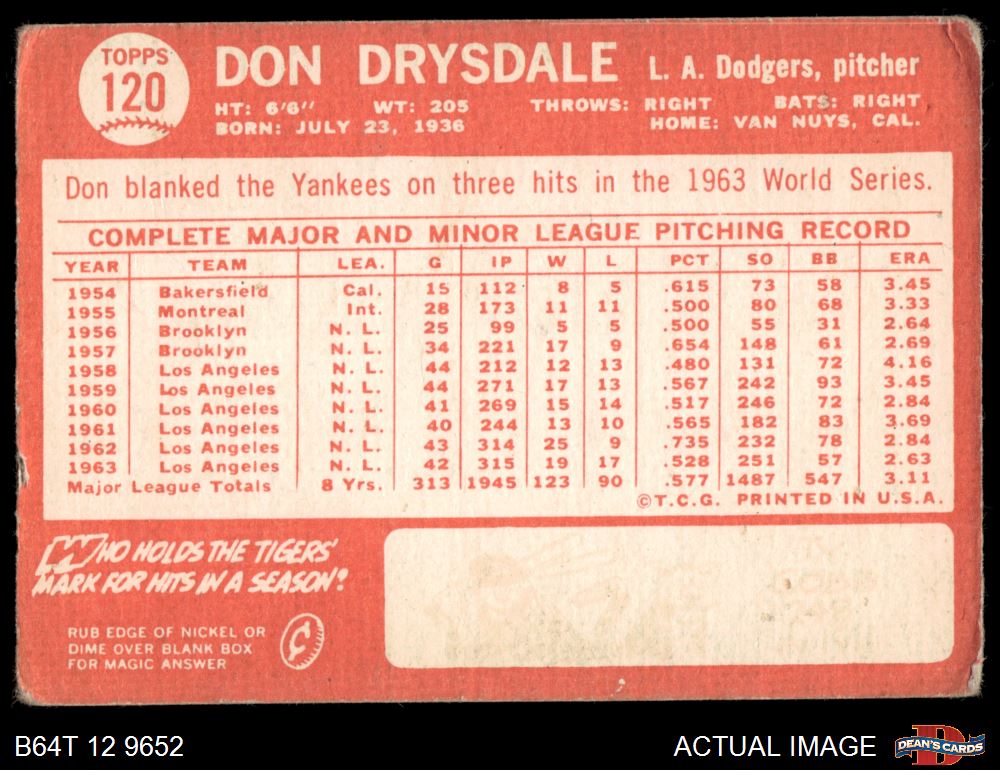 TOPPS
120
DON DRYSDALE L. A. Dodgers, pitcher
HT: 6'6" WT: 205 THROWS: RIGHT BATS: RIGHT
BORN: JULY 23, 1936 HOME: VAN NUYS, CAL.
Don blanked the Yankees on three hits in the 1963 World Series.
COMPLETE MAJOR AND MINOR LEAGUE PITCHING RECORD
YEAR TEAM LEA. G IP W L PCT SO BB ERA
1954 Bakersfield Cal. 15 112 8 5 .615 73 58 3.45
1955 Montreal Int. 28 173 11 11 .500 80 68 3.33
1956 Brooklyn N. L. 25 99 5 5 .500 55 31 2.64
1957 Brooklyn N. L. 34 221 17 9 .654 148 61 2.69
1958 Los Angeles N. L. 44 212 12 13 .480 131 72 4.16
1959 Los Angeles N. L. 44 271 17 13 .567 242 93 3.45
1960 Los Angeles N. L. 41 269 15 14 .517 246 72 2.84
1961 Los Angeles N. L. 40 244 13 10 .565 182 83 3.69
1962 Los Angeles N. L. 43 314 25 9 .735 232 78 2.84
1963 Los Angeles N. L. 42 315 19 17 .528 251 57 2.63
Major League Totals 8 Yrs. 313 1945 123 90 .577 1487 547 3.11
©T.C.G. PRINTED IN U.S.A.
WHO HOLDS THE TIGERS'
MARK FOR HITS IN A SEASON?
RUB EDGE OF NICKEL OR
DIME OVER BLANK BOX
FOR MAGIC ANSWER
¢
B64T 12 9652 ACTUAL IMAGE
D
DEAN'S CARDS